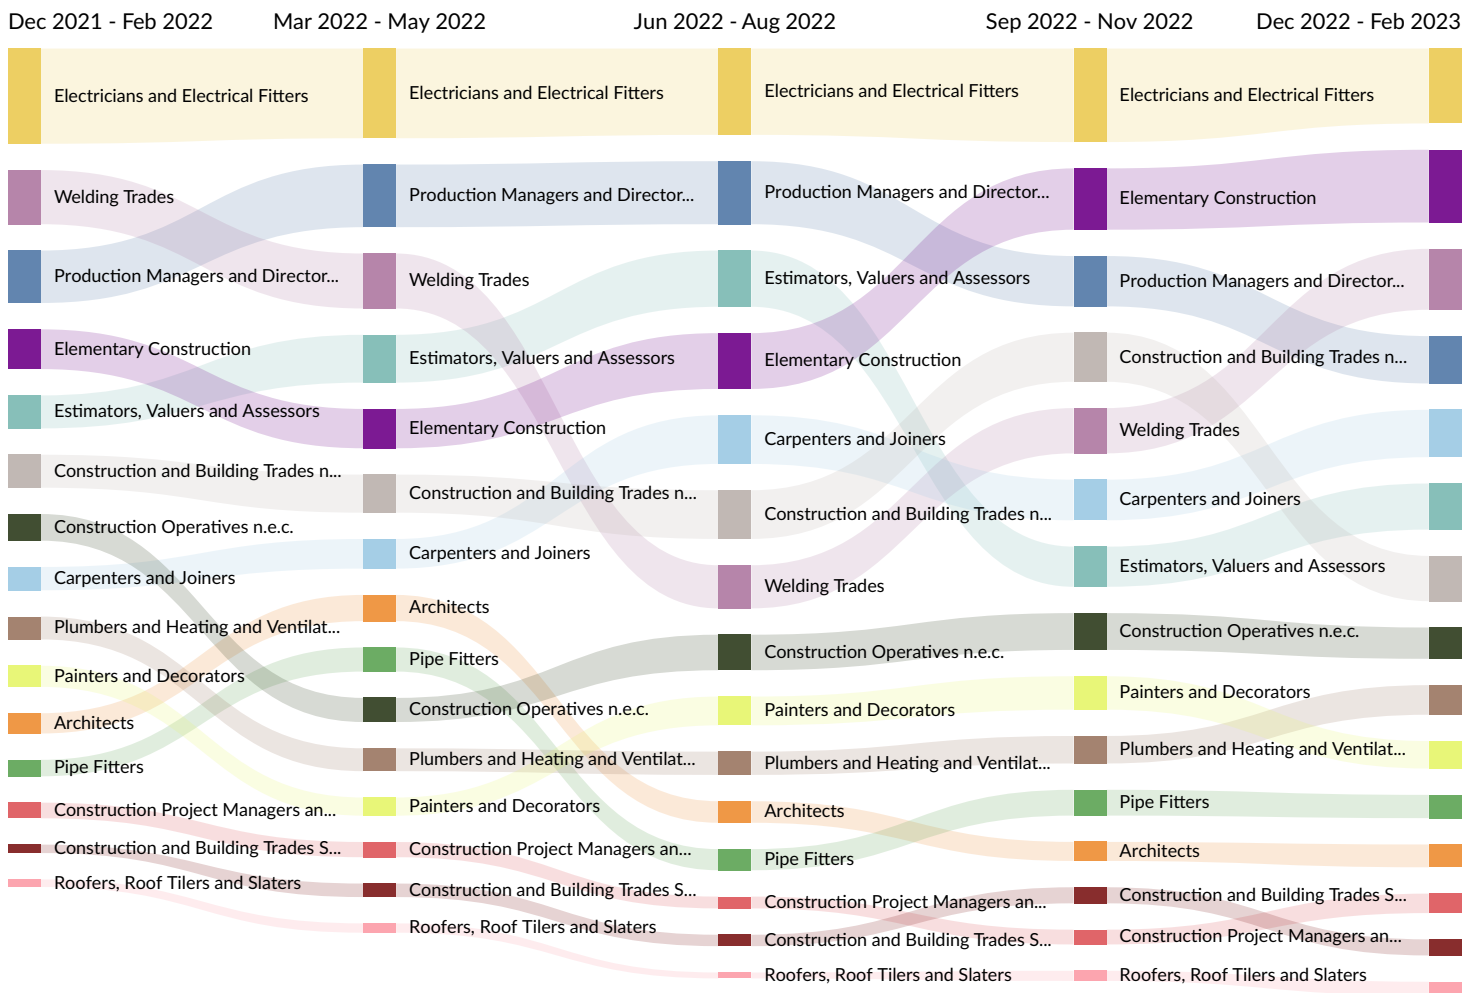 Dec 2021 - Feb 2022
Mar 2022 - May 2022
Jun 2022 - Aug 2022
Sep 2022 - Nov 2022
Dec 2022 - Feb 2023
Electricians and Electrical Fitters
Welding Trades
Production Managers and Director...
Elementary Construction
Estimators, Valuers and Assessors
Construction and Building Trades n...
Construction Operatives n.e.c.
Carpenters and Joiners
Plumbers and Heating and Ventilat...
Painters and Decorators
Architects
Pipe Fitters
Construction Project Managers an...
Construction and Building Trades S...
Roofers, Roof Tilers and Slaters
Electricians and Electrical Fitters
Production Managers and Director...
Welding Trades
Estimators, Valuers and Assessors
Elementary Construction
Construction and Building Trades n...
Carpenters and Joiners
Architects
Pipe Fitters
Construction Operatives n.e.c.
Plumbers and Heating and Ventilat...
Painters and Decorators
Construction Project Managers an...
Construction and Building Trades S...
Roofers, Roof Tilers and Slaters
Electricians and Electrical Fitters
Production Managers and Director...
Estimators, Valuers and Assessors
Elementary Construction
Carpenters and Joiners
Construction and Building Trades n...
Welding Trades
Construction Operatives n.e.c.
Painters and Decorators
Plumbers and Heating and Ventilat...
Architects
Pipe Fitters
Construction Project Managers an...
Construction and Building Trades S...
Roofers, Roof Tilers and Slaters
Electricians and Electrical Fitters
Elementary Construction
Production Managers and Director...
Construction and Building Trades n...
Welding Trades
Carpenters and Joiners
Estimators, Valuers and Assessors
Construction Operatives n.e.c.
Painters and Decorators
Plumbers and Heating and Ventilat...
Pipe Fitters
Architects
Construction and Building Trades S...
Construction Project Managers an...
Roofers, Roof Tilers and Slaters